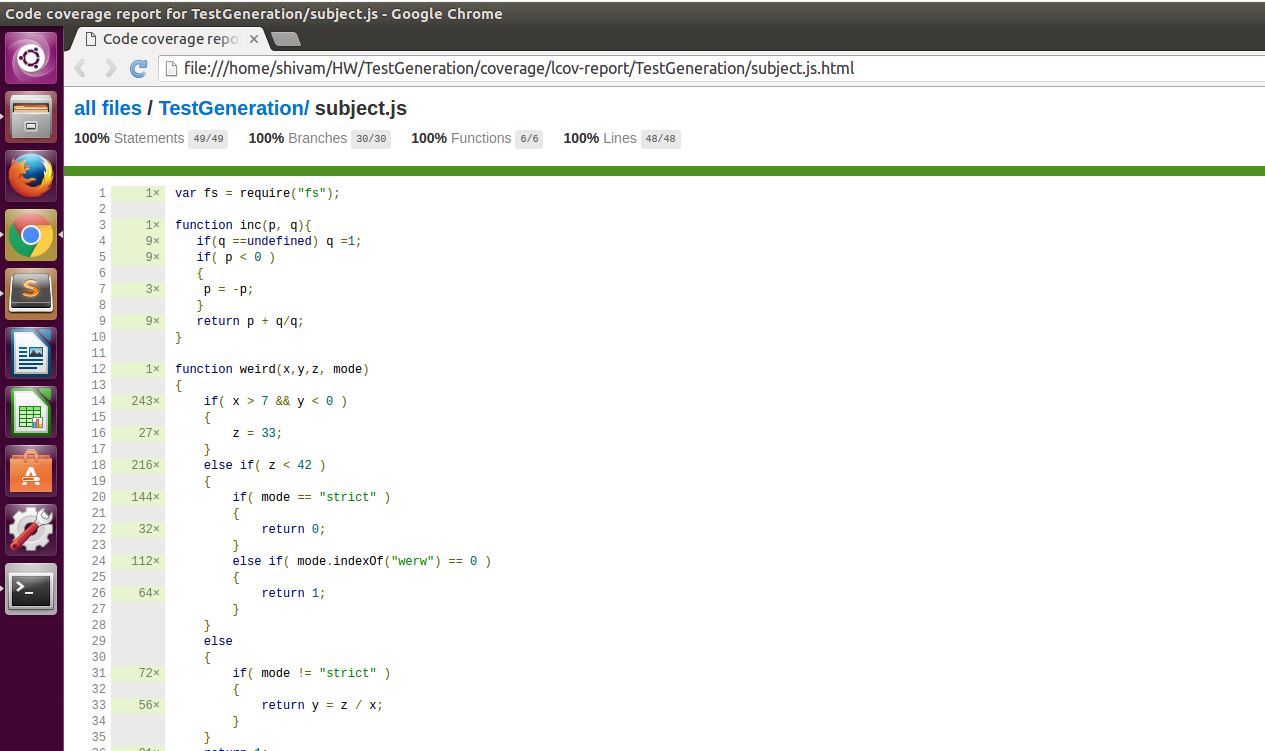 Code coverage report for TestGeneration/subject.js - Google Chrome
Code coverage repo ×
file:///home/shivam/HW/TestGeneration/coverage/lcov-report/TestGeneration/subject.js.html
all files / TestGeneration/ subject.js
100% Statements 49/49 100% Branches 30/30 100% Functions 6/6 100% Lines 48/48
1 1× var fs = require("fs");
2
3 1× function inc(p, q){
4 9× if(q ==undefined) q =1;
5 9× if( p < 0 )
6 {
7 3× p = -p;
8 }
9 9× return p + q/q;
10 }
11
12 1× function weird(x,y,z, mode)
13 {
14 243× if( x > 7 && y < 0 )
15 {
16 27× z = 33;
17 }
18 216× else if( z < 42 )
19 {
20 144× if( mode == "strict" )
21 {
22 32× return 0;
23 }
24 112× else if( mode.indexOf("werw") == 0 )
25 {
26 64× return 1;
27 }
28 }
29 else
30 {
31 72× if( mode != "strict" )
32 {
33 56× return y = z / x;
34 }
35 }